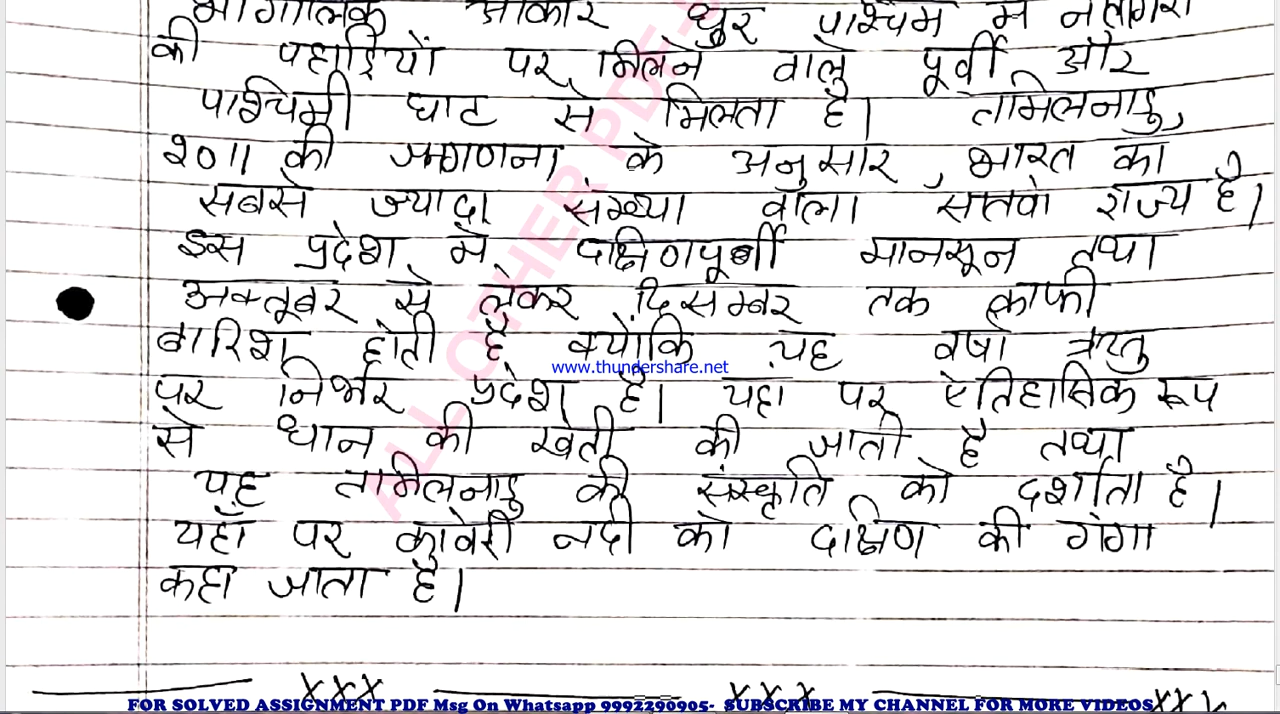 भौगोलिक आकार धुर पश्चिम में नीलगिरी
की पहाड़ियों पर मिलने वाले पूर्वी और
पश्चिमी घाट से मिलता है। तामिलनाडु,
2011 की जनगणना के अनुसार, भारत का
सबसे ज्यादा संख्या वाला सातवां राज्य है।
इस प्रदेश में दक्षिणपूर्वी मानसून तथा
अक्तूबर से लेकर दिसम्बर तक काफी
बारिश होती है क्योंकि यह वर्षा ऋतु
www.thundershare.net
पर निर्भर प्रदेश है। यहां पर ऐतिहासिक रूप
से धान की खेती की जाती है तथा
यह तामिलनाडु की संस्कृति को दर्शाता है।
यहाँ पर कावेरी नदी को दक्षिण की गंगा
कहा जाता है।
xxx xxx xxx
FOR SOLVED ASSIGNMENT PDF Msg On Whatsapp 9992290905- SUBSCRIBE MY CHANNEL FOR MORE VIDEOS